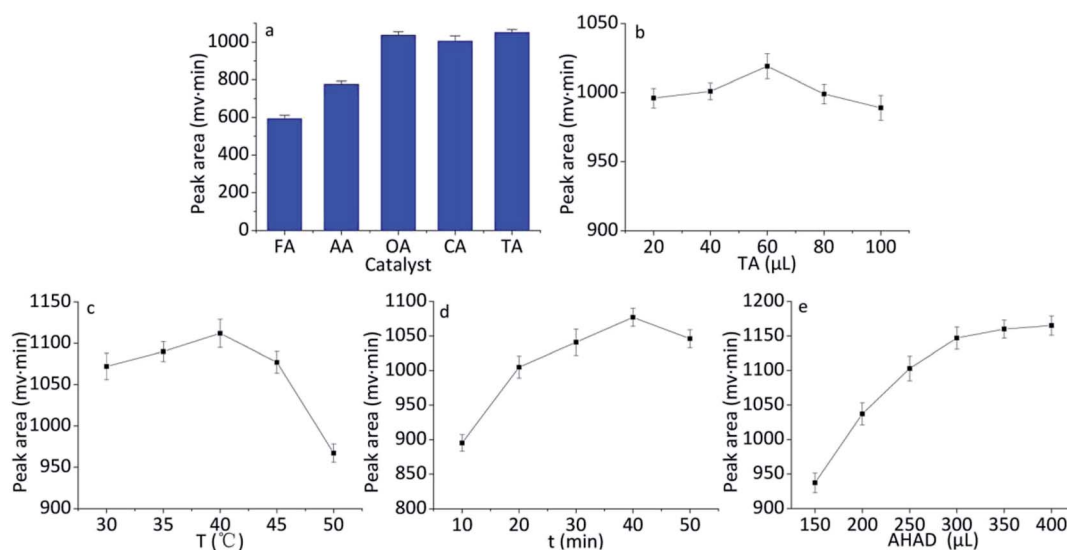 a
Peak area (mv·min)
1000
800
600
400
200
0
FA AA OA CA TA
Catalyst
b
Peak area (mv·min)
1050
1000
950
900
20 40 60 80 100
TA (μL)
c
Peak area (mv·min)
1150
1100
1050
1000
950
900
30 35 40 45 50
T (℃)
d
Peak area (mv·min)
1100
1050
1000
950
900
850
800
10 20 30 40 50
t (min)
e
Peak area (mv·min)
1200
1150
1100
1050
1000
950
900
150 200 250 300 350 400
AHAD (μL)